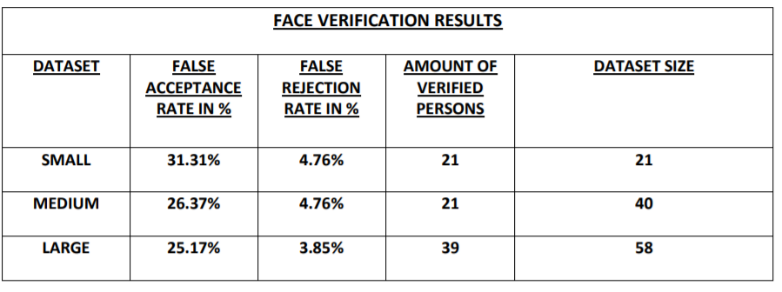 FACE VERIFICATION RESULTS
DATASET FALSE ACCEPTANCE RATE IN % FALSE REJECTION RATE IN % AMOUNT OF VERIFIED PERSONS DATASET SIZE
SMALL 31.31% 4.76% 21 21
MEDIUM 26.37% 4.76% 21 40
LARGE 25.17% 3.85% 39 58